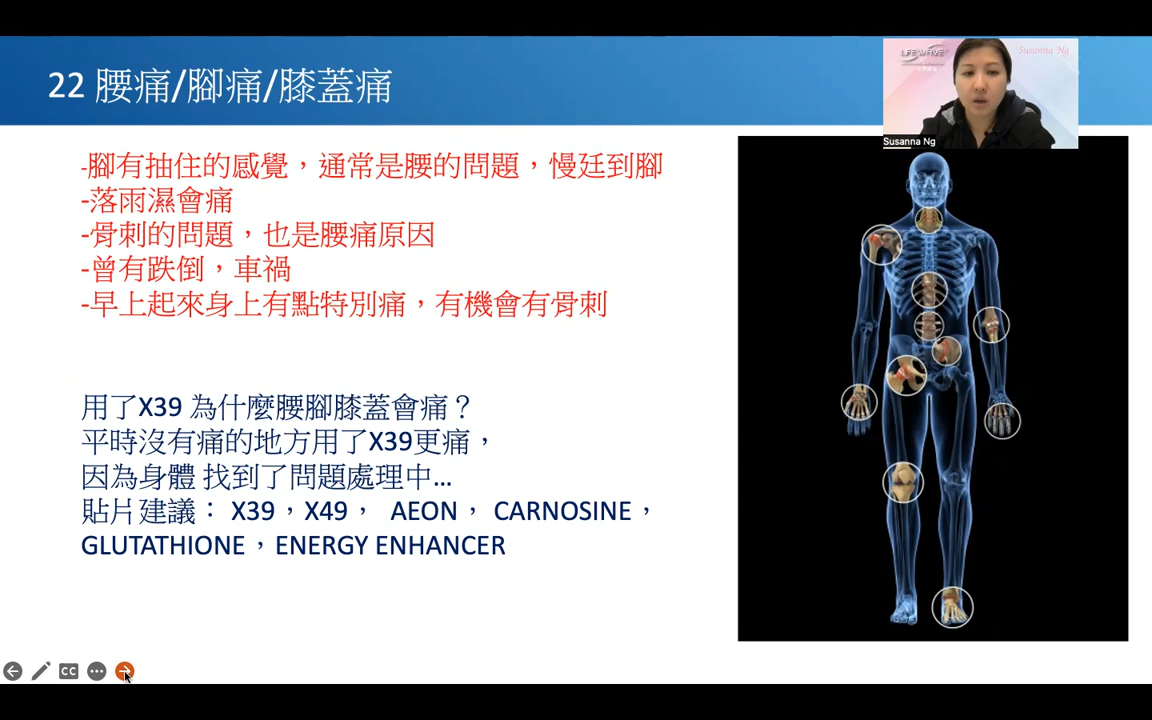 22 腰痛/腳痛/膝蓋痛
LIFEWAVE
Susanna Ng
Susanna Ng
-腳有抽住的感覺，通常是腰的問題，慢廷到腳
-落雨濕會痛
-骨刺的問題，也是腰痛原因
-曾有跌倒，車禍
-早上起來身上有點特別痛，有機會有骨刺
用了X39 為什麼腰腳膝蓋會痛？
平時沒有痛的地方用了X39更痛，
因為身體 找到了問題處理中...
貼片建議： X39，X49， AEON， CARNOSINE，
GLUTATHIONE，ENERGY ENHANCER
CC